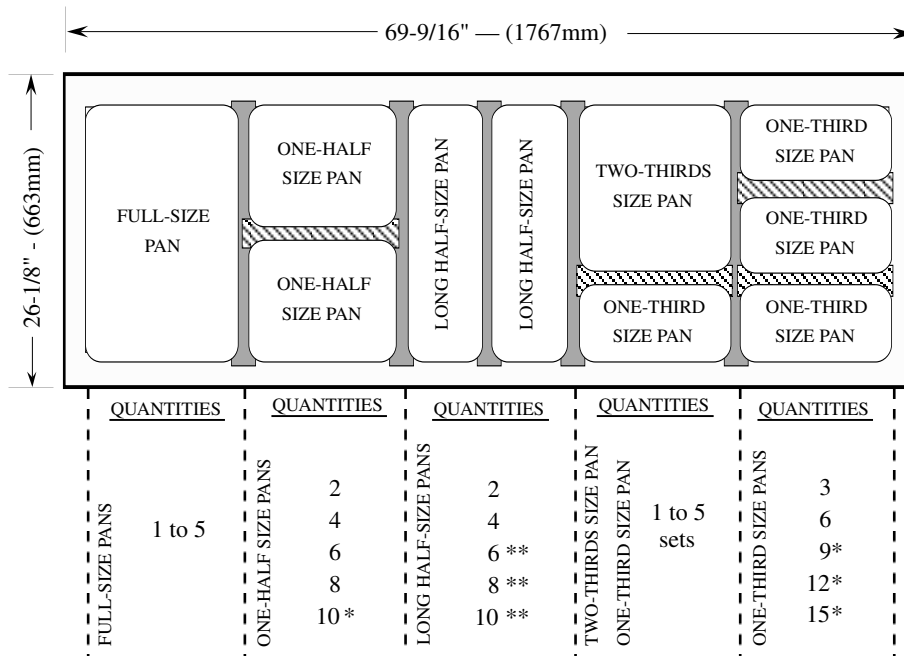 69-9/16" — (1767mm)
26-1/8" - (663mm)
FULL-SIZE
PAN
ONE-HALF
SIZE PAN
ONE-HALF
SIZE PAN
LONG HALF-SIZE PAN
LONG HALF-SIZE PAN
TWO-THIRDS
SIZE PAN
ONE-THIRD
SIZE PAN
ONE-THIRD
SIZE PAN
ONE-THIRD
SIZE PAN
ONE-THIRD
SIZE PAN
QUANTITIES
FULL-SIZE PANS
1 to 5
QUANTITIES
ONE-HALF SIZE PANS
2
4
6
8
10 *
QUANTITIES
LONG HALF-SIZE PANS
2
4
6 **
8 **
10 **
QUANTITIES
TWO-THIRDS SIZE PAN
ONE-THIRD SIZE PAN
1 to 5
sets
QUANTITIES
ONE-THIRD SIZE PANS
3
6
9*
12*
15*